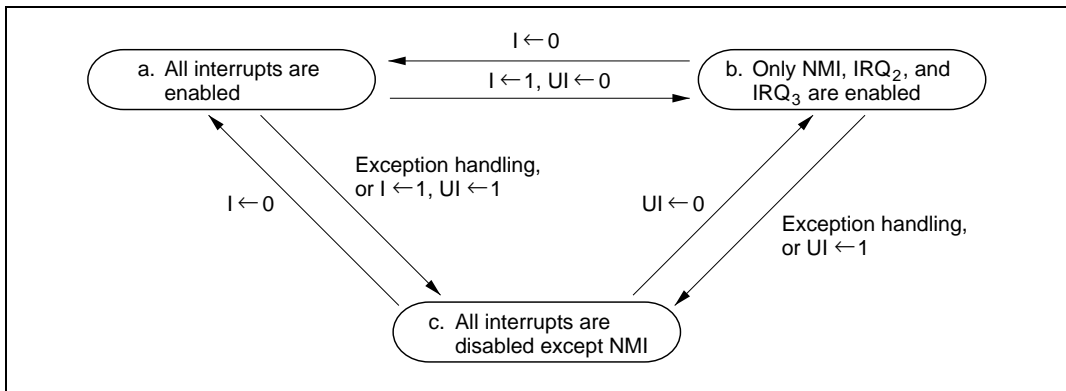 I ← 0
a. All interrupts are
enabled
I ← 1, UI ← 0
b. Only NMI, IRQ2, and
IRQ3 are enabled
Exception handling,
or I ← 1, UI ← 1
I ← 0
UI ← 0
Exception handling,
or UI ← 1
c. All interrupts are
disabled except NMI